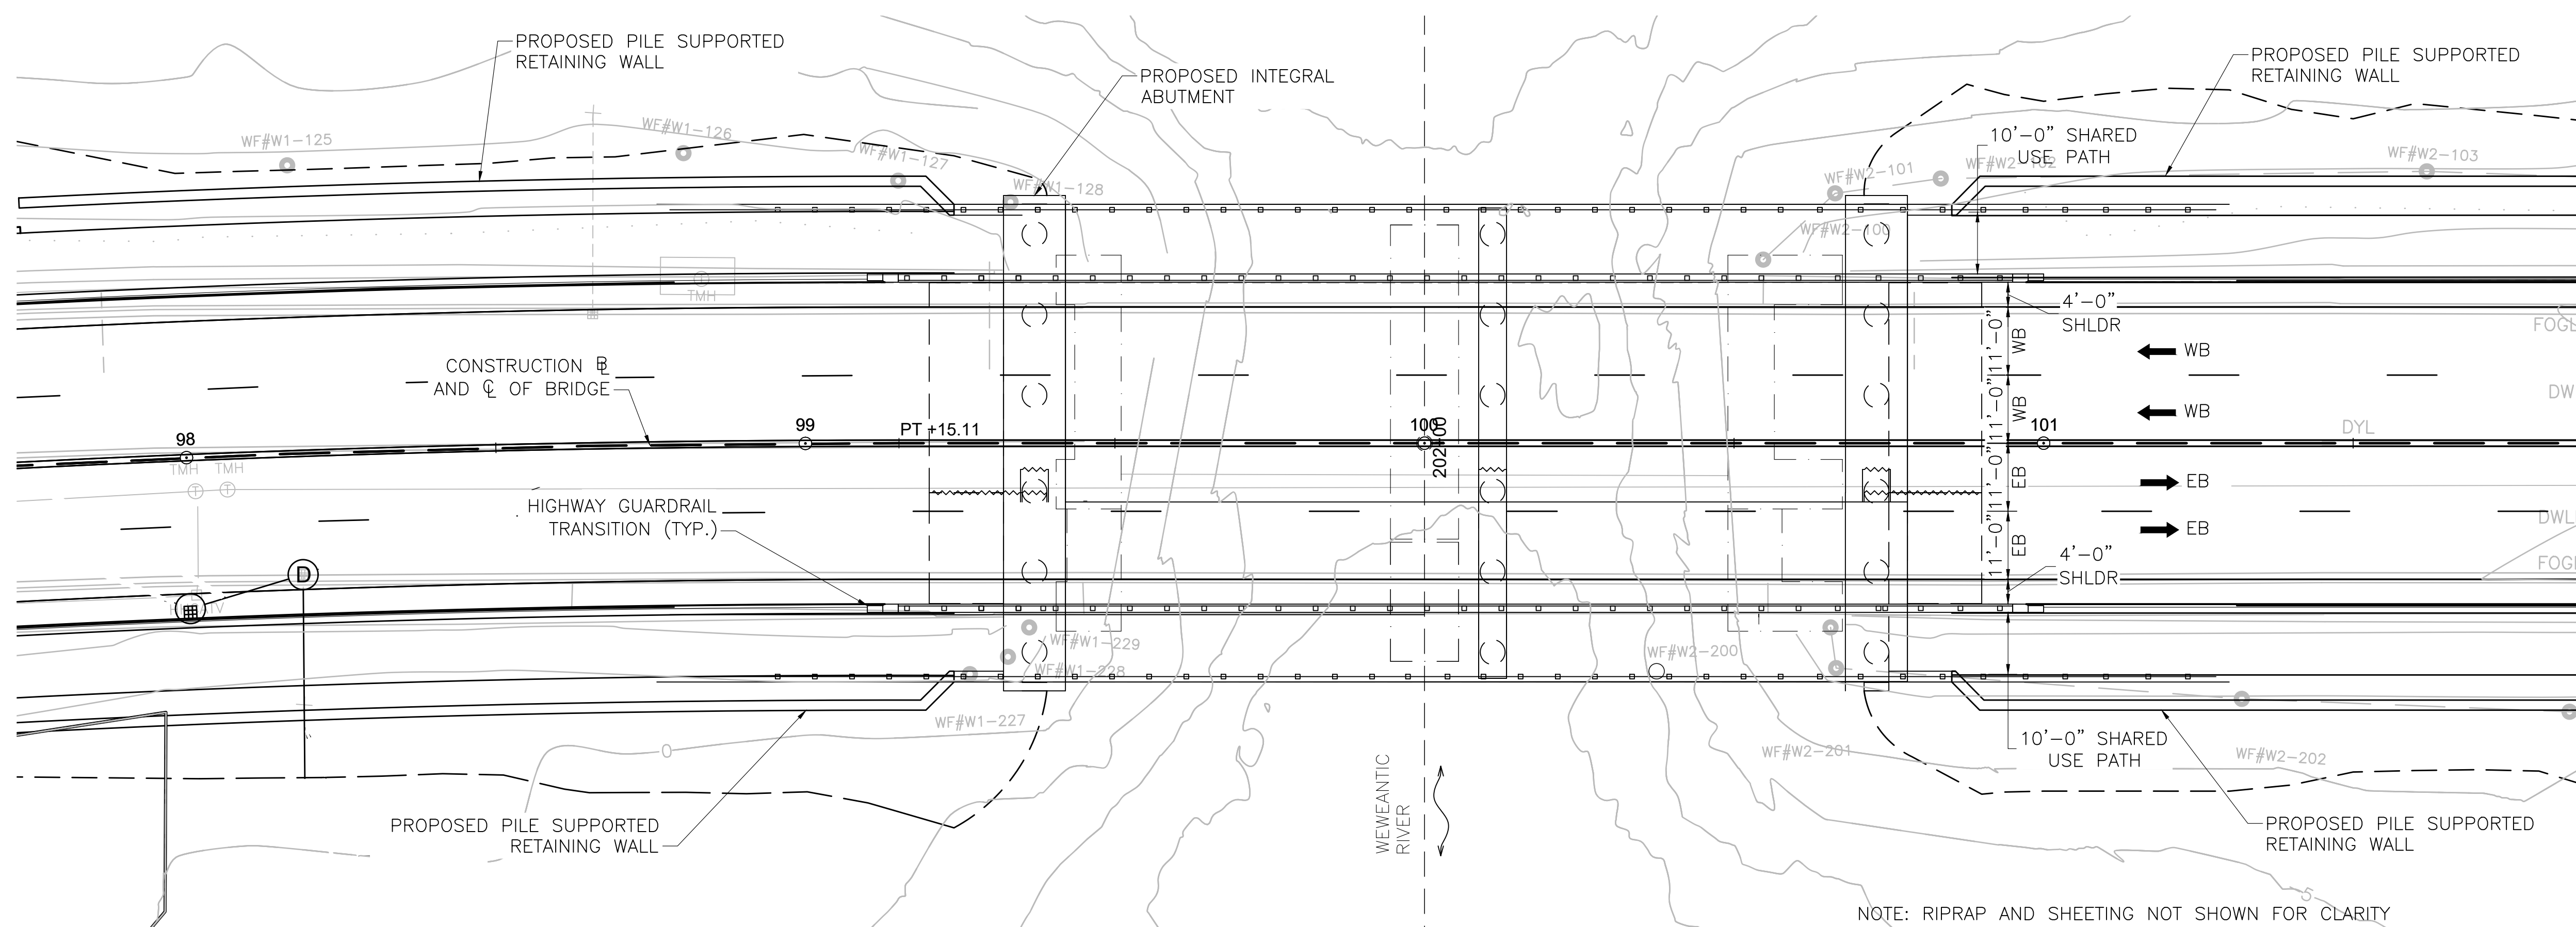 PROPOSED PILE SUPPORTED
RETAINING WALL
PROPOSED INTEGRAL
ABUTMENT
PROPOSED PILE SUPPORTED
RETAINING WALL
WF#W1-125
WF#W1-126
WF#W1-127
WF#W1-128
10'-0" SHARED
USE PATH
WF#W2-101
WF#W2-102
WF#W2-103
WF#W2-100
TMH
4'-0"
SHLDR
11'-0"
WB
11'-0"
WB
11'-0"
EB
11'-0"
EB
WB
WB
EB
EB
CONSTRUCTION ℄
AND ℄ OF BRIDGE
98
99
PT +15.11
100
202+00
101
DYL
TMH
TMH
T
T
HIGHWAY GUARDRAIL
TRANSITION (TYP.)
4'-0"
SHLDR
D
WF#W1-229
WF#W1-228
WF#W1-227
WF#W2-200
WF#W2-201
WF#W2-202
0
10'-0" SHARED
USE PATH
WEWEANTIC
RIVER
PROPOSED PILE SUPPORTED
RETAINING WALL
PROPOSED PILE SUPPORTED
RETAINING WALL
5
NOTE: RIPRAP AND SHEETING NOT SHOWN FOR CLARITY